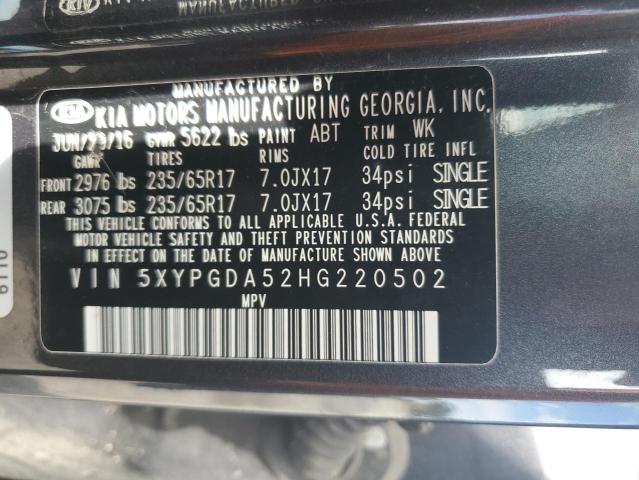 MANUFACTURED BY
KIA KIA MOTORS MANUFACTURING GEORGIA, INC.
JUN/29/16 GVWR 5622 lbs PAINT ABT TRIM WK
GAWR TIRES RIMS COLD TIRE INFL
FRONT 2976 lbs 235/65R17 7.0JX17 34psi SINGLE
REAR 3075 lbs 235/65R17 7.0JX17 34psi SINGLE
THIS VEHICLE CONFORMS TO ALL APPLICABLE U.S.A. FEDERAL
MOTOR VEHICLE SAFETY AND THEFT PREVENTION STANDARDS
IN EFFECT ON THE DATE OF MANUFACTURE SHOWN ABOVE
VIN 5XYPGDA52HG220502
MPV